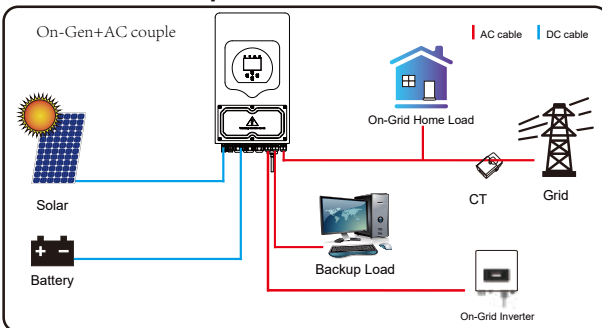 On-Gen+AC couple
AC cable
DC cable
On-Grid Home Load
CT
Grid
Solar
Backup Load
Battery
On-Grid Inverter